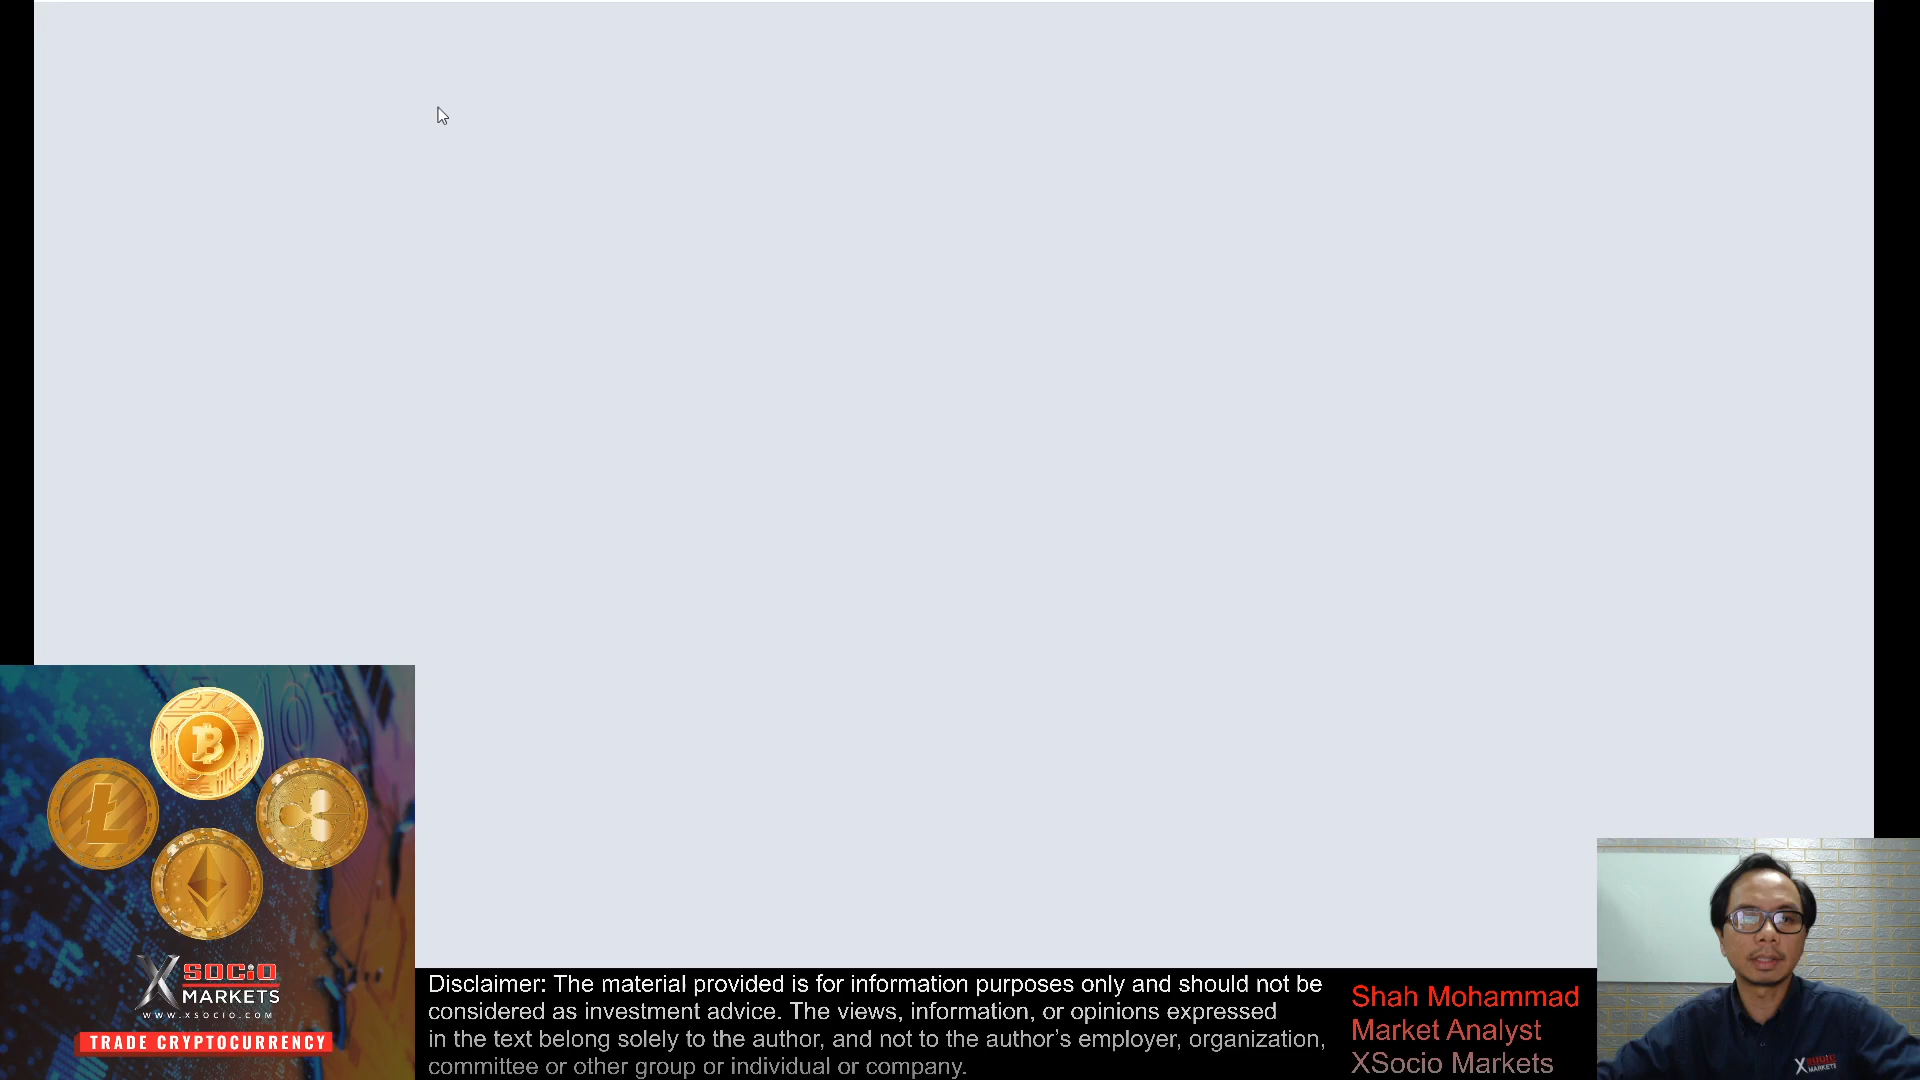 XSOCIO
MARKETS
WWW.XSOCIO.COM
TRADE CRYPTOCURRENCY
Disclaimer: The material provided is for information purposes only and should not be
considered as investment advice. The views, information, or opinions expressed
in the text belong solely to the author, and not to the author's employer, organization,
committee or other group or individual or company.
Shah Mohammad
Market Analyst
XSocio Markets
XSOCIO
MARKETS